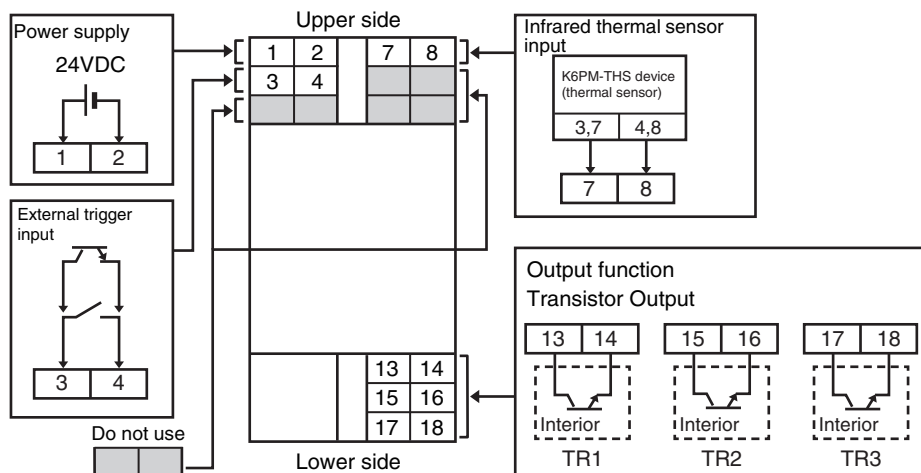 Power supply
24VDC
1 2
External trigger
input
3 4
Do not use
Upper side
1 2 7 8
3 4
13 14
15 16
17 18
Lower side
Infrared thermal sensor
input
K6PM-THS device
(thermal sensor)
3,7 4,8
7 8
Output function
Transistor Output
13 14 15 16 17 18
Interior Interior Interior
TR1 TR2 TR3